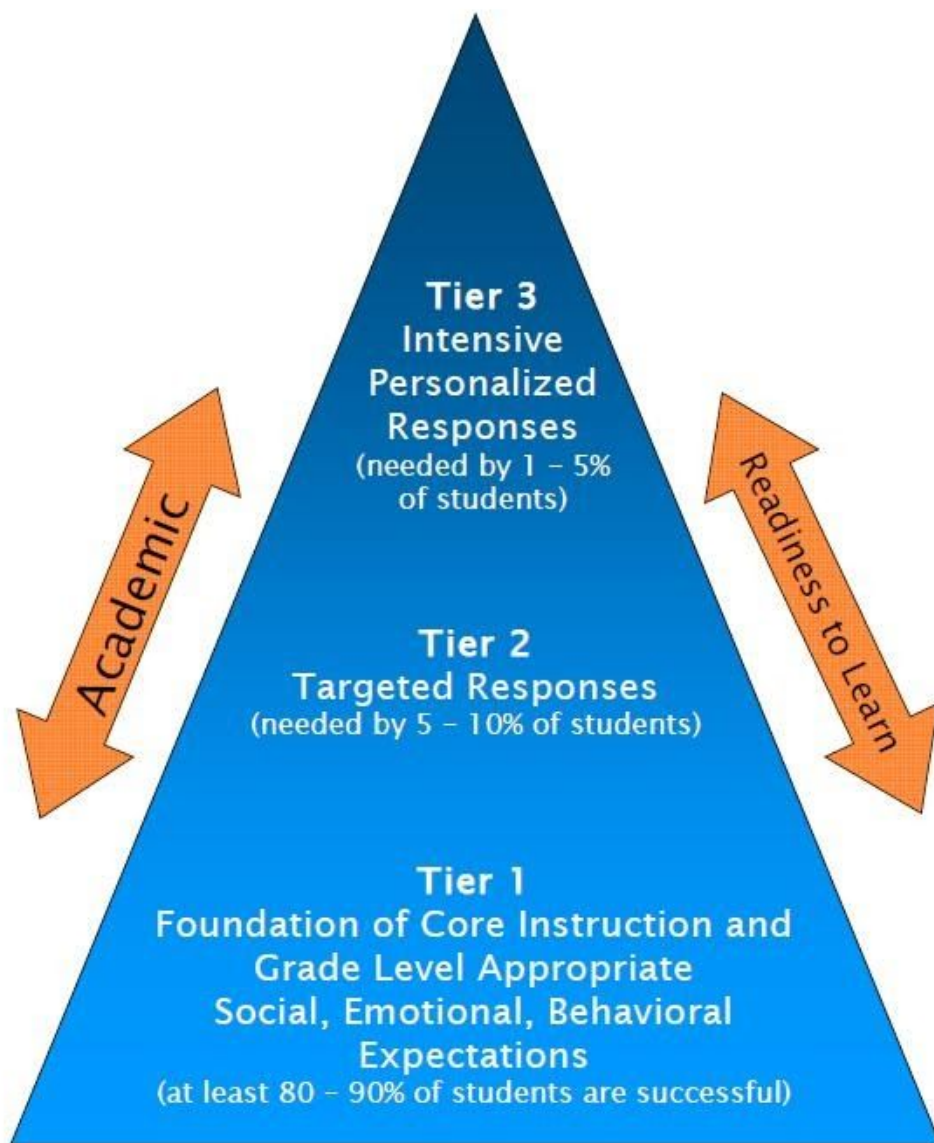 Tier 3
Intensive
Personalized
Responses
(needed by 1 – 5%
of students)
Academic
Readiness to Learn
Tier 2
Targeted Responses
(needed by 5 – 10% of students)
Tier 1
Foundation of Core Instruction and
Grade Level Appropriate
Social, Emotional, Behavioral
Expectations
(at least 80 – 90% of students are successful)